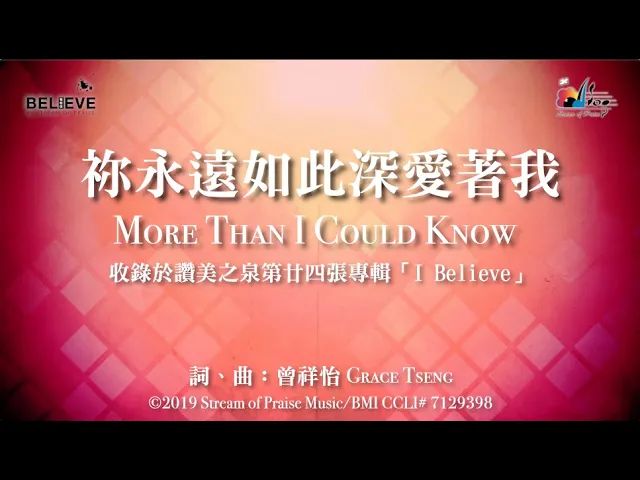 BELIEVE
祢永遠如此深愛著我
MORE THAN I COULD KNOW
收錄於讚美之泉第廿四張專輯「I Believe」
詞、曲：曾祥怡 GRACE TSENG
©2019 Stream of Praise Music/BMI CCLI# 7129398